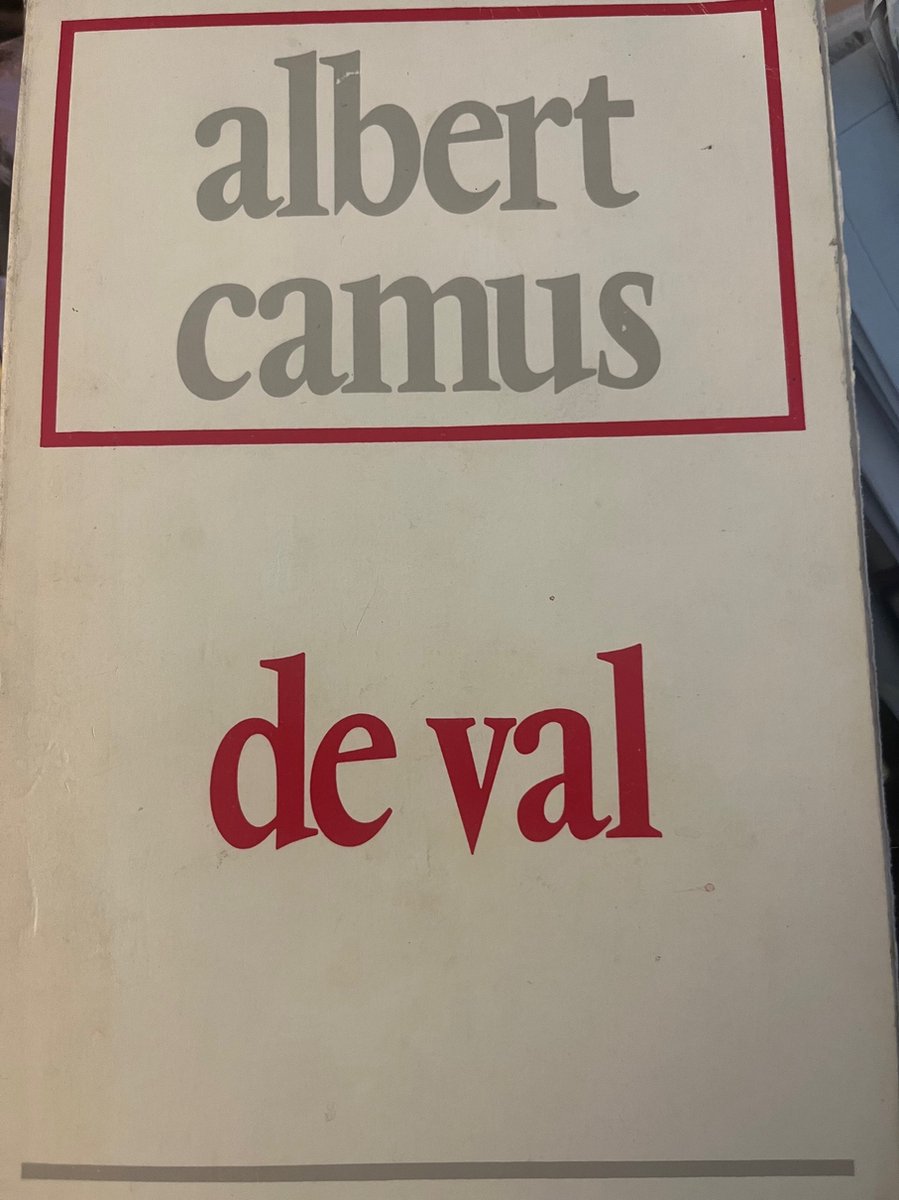 albert
camus
de val